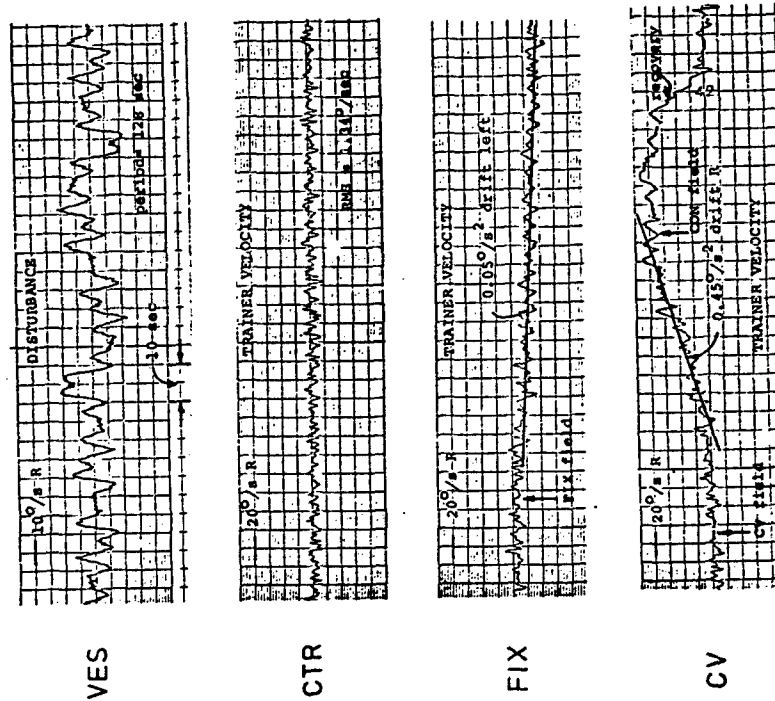 VES
10°/s R
DISTURBANCE
10 sec
period= 128 sec
CTR
20°/s R
TRAINER VELOCITY
RMS = 1.34°/sec
FIX
20°/s R
TRAINER VELOCITY
FIX field
0.05°/s² drift left
CV
20°/s R
CV field
TRAINER VELOCITY
0.45°/s² drift R
CON field
recovery